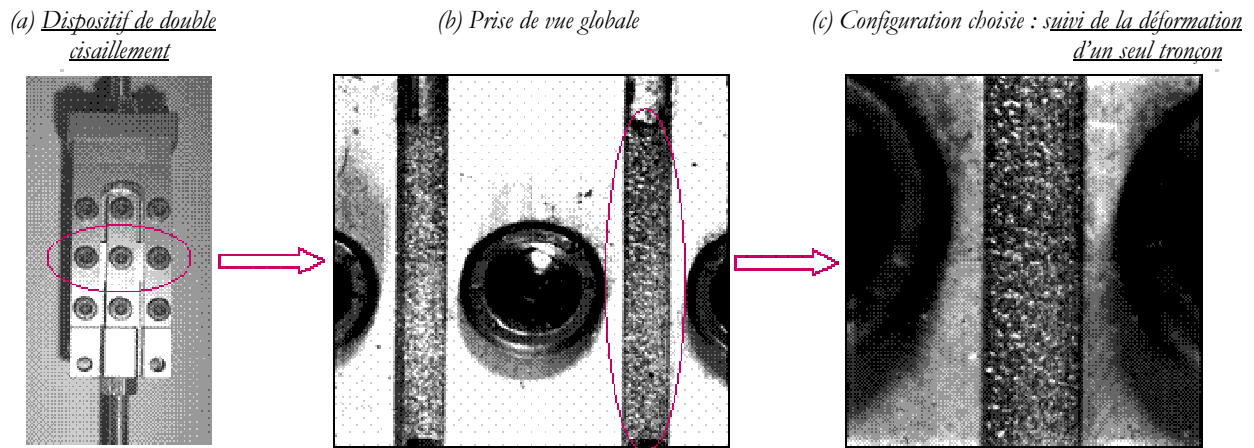 (a) Dispositif de double
cisaillement
(b) Prise de vue globale
(c) Configuration choisie : suivi de la déformation
d'un seul tronçon